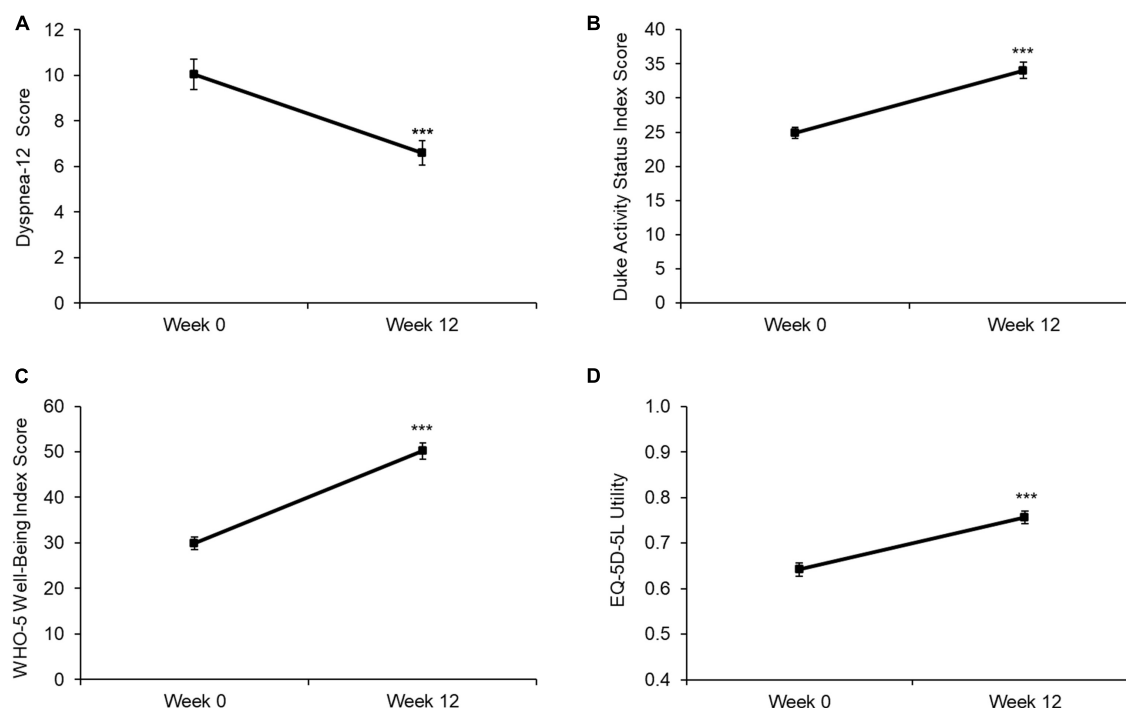 A
Dyspnea-12 Score
12
10
8
6
4
2
0
***
Week 0
Week 12
B
Duke Activity Status Index Score
40
35
30
25
20
15
10
5
0
***
Week 0
Week 12
C
WHO-5 Well-Being Index Score
60
50
40
30
20
10
0
***
Week 0
Week 12
D
EQ-5D-5L Utility
1.0
0.9
0.8
0.7
0.6
0.5
0.4
***
Week 0
Week 12